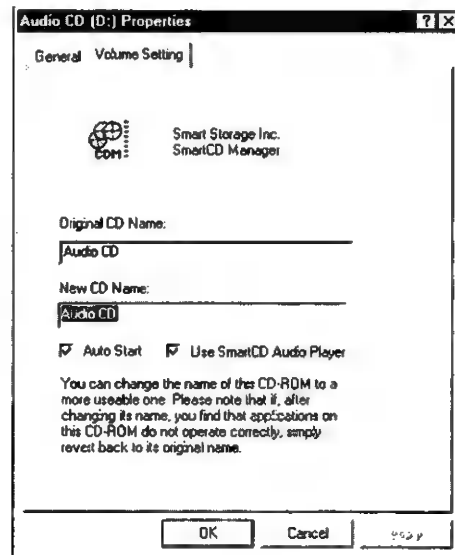 Audio CD (D:) Properties
General Volume Setting
CDM
Smart Storage Inc.
SmartCD Manager
Original CD Name:
Audio CD
New CD Name:
Audio CD
Auto Start Use SmartCD Audio Player
You can change the name of this CD-ROM to a
more useable one. Please note that if, after
changing its name, you find that applications on
this CD-ROM do not operate correctly, simply
revert back to its original name.
OK Cancel